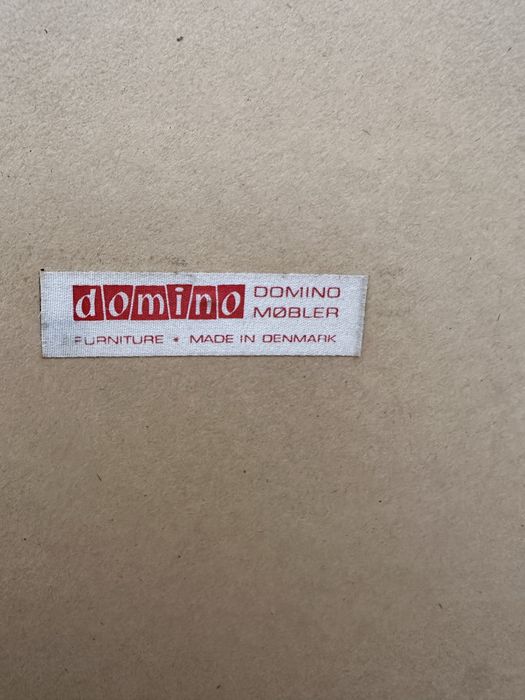 domino DOMINO
MØBLER
FURNITURE * MADE IN DENMARK